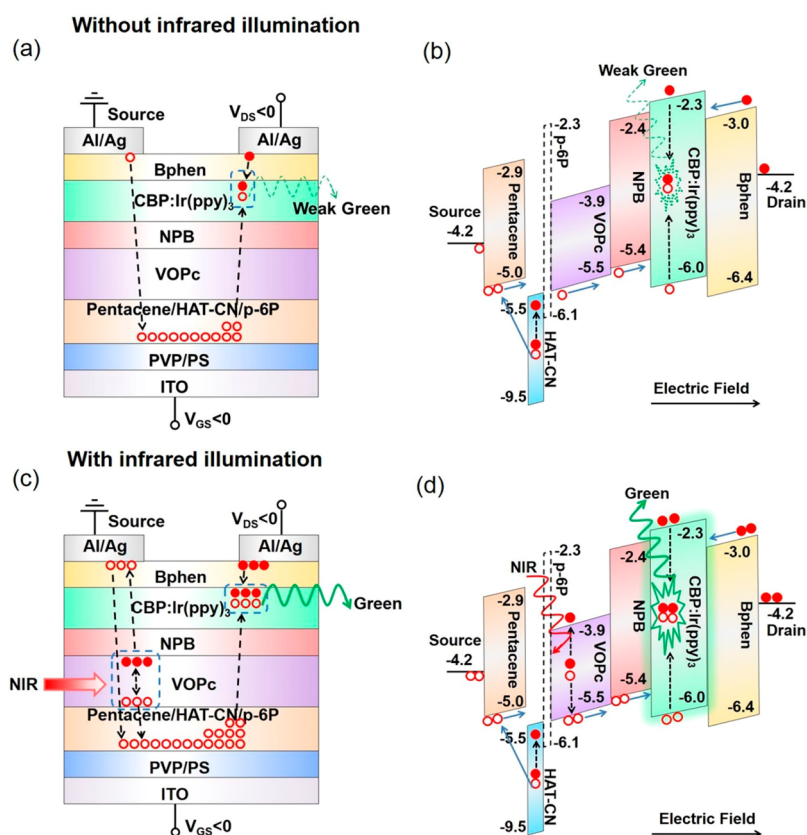 Without infrared illumination
(a)
Source
V_DS<0
Al/Ag
Al/Ag
Bphen
CBP:Ir(ppy)₃
Weak Green
NPB
VOPc
Pentacene/HAT-CN/p-6P
PVP/PS
ITO
V_GS<0
(b)
Weak Green
-2.3
-2.3
p-6P
-2.4
-3.0
-2.9
Pentacene
-3.9
VOPc
NPB
CBP:Ir(ppy)₃
Bphen
Source
-4.2
-4.2
Drain
-5.0
-5.5
-5.4
-6.0
-6.4
-5.5
-6.1
HAT-CN
-9.5
Electric Field
With infrared illumination
(c)
Source
V_DS<0
Al/Ag
Al/Ag
Bphen
CBP:Ir(ppy)₃
Green
NPB
NIR
VOPc
Pentacene/HAT-CN/p-6P
PVP/PS
ITO
V_GS<0
(d)
Green
-2.3
-2.3
NIR
p-6P
-2.4
-3.0
-2.9
Pentacene
-3.9
VOPc
NPB
CBP:Ir(ppy)₃
Bphen
Source
-4.2
-4.2
Drain
-5.0
-5.5
-5.4
-6.0
-6.4
-5.5
-6.1
HAT-CN
-9.5
Electric Field